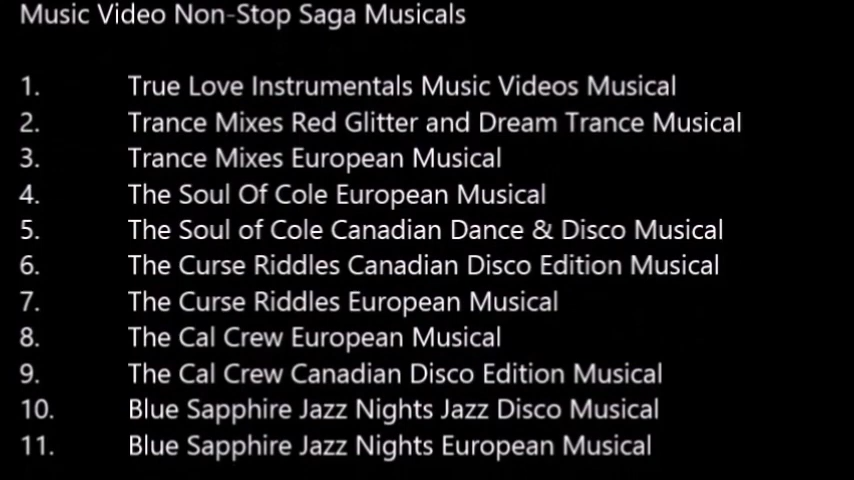 Music Video Non-Stop Saga Musicals
1. True Love Instrumentals Music Videos Musical
2. Trance Mixes Red Glitter and Dream Trance Musical
3. Trance Mixes European Musical
4. The Soul Of Cole European Musical
5. The Soul of Cole Canadian Dance & Disco Musical
6. The Curse Riddles Canadian Disco Edition Musical
7. The Curse Riddles European Musical
8. The Cal Crew European Musical
9. The Cal Crew Canadian Disco Edition Musical
10. Blue Sapphire Jazz Nights Jazz Disco Musical
11. Blue Sapphire Jazz Nights European Musical